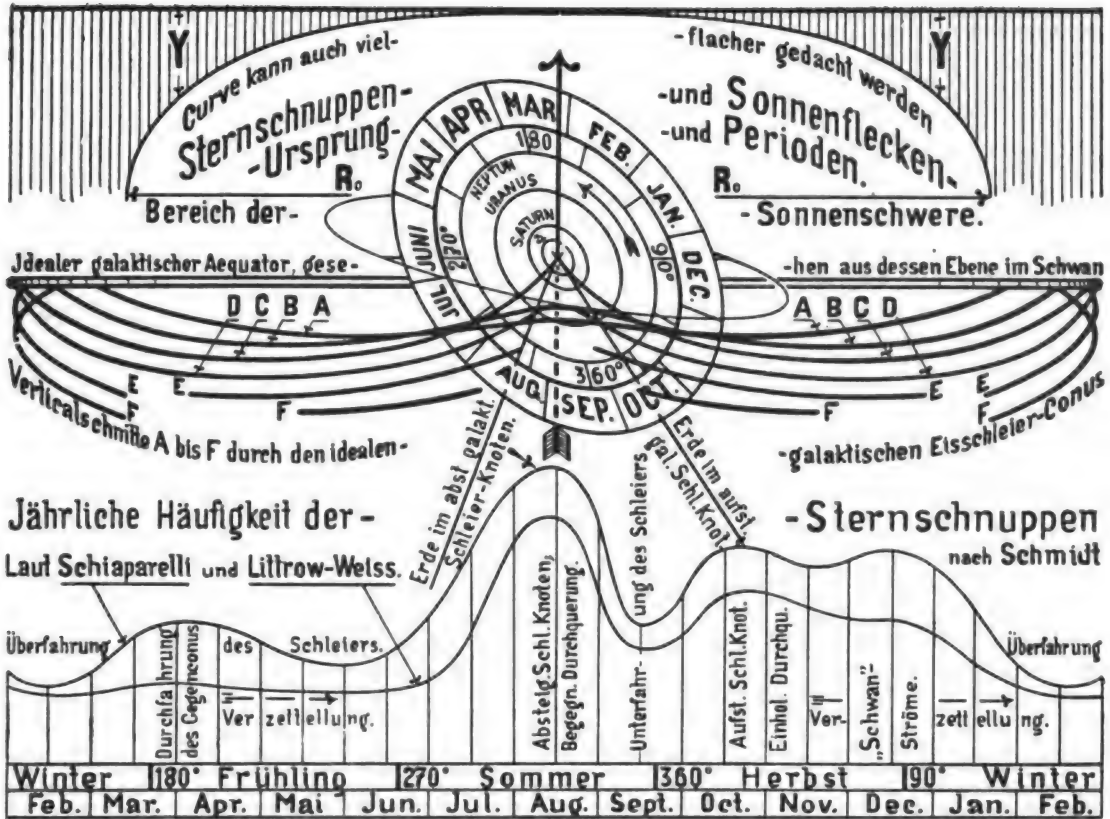 Y
Y
Curve kann auch viel-
-flacher gedacht werden
Sternschnuppen-
-Ursprung-
-und Sonnenflecken-
-und Perioden.
R₀
R₀
Bereich der-
-Sonnenschwere.
MAI
APR
MAR
FEB.
JAN.
DEC.
OCT.
SEP.
AUG.
JUL
JUNI
180
90°
360°
270°
NEPTUN
URANUS
SATURN
Jdealer galaktischer Aequator, gese-
-hen aus dessen Ebene im Schwan
D C B A
A B C D
E E
E E
F F
F F
Verticalschnitte A bis F durch den idealen-
-galaktischen Eisschleier-Conus
Erde im abst galakt.
Schleier-Knoten.
Erde im aufst.
gal. Schl. Knot.
Jährliche Häufigkeit der-
-Sternschnuppen
nach Schmidt
Laut Schiaparelli und Littrow-Weiss.
Überfahrung
des Schleiers.
Überfahrung
Durchfahrung
des Gegenconus
Verzettellung.
Absteig. Schl. Knoten,
Begegn. Durchquerung.
Unterfahr-
ung des Schleiers
Aufst. Schl. Knot.
Einhol. Durchqu.
Ver-
„Schwan”
Ströme.
zettellung.
Winter 180° Frühling 270° Sommer 360° Herbst 90° Winter
Feb. Mar. Apr. Mai Jun. Jul. Aug. Sept. Oct. Nov. Dec. Jan. Feb.